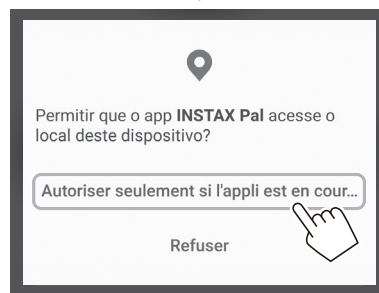 Permitir que o app INSTAX Pal acesse o
local deste dispositivo?
Autoriser seulement si l'appli est en cour...
Refuser